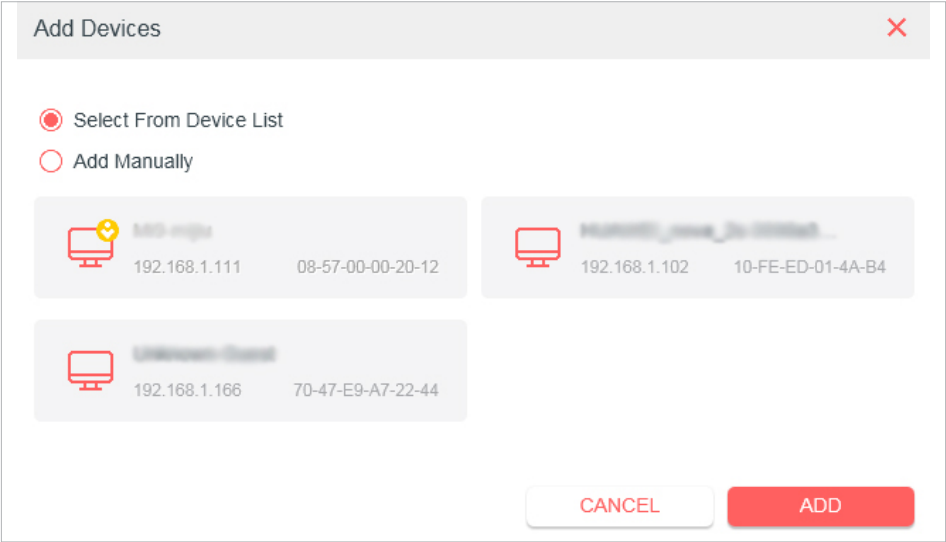 Add Devices
Select From Device List
Add Manually
192.168.1.111 08-57-00-00-20-12
192.168.1.102 10-FE-ED-01-4A-B4
192.168.1.166 70-47-E9-A7-22-44
CANCEL ADD